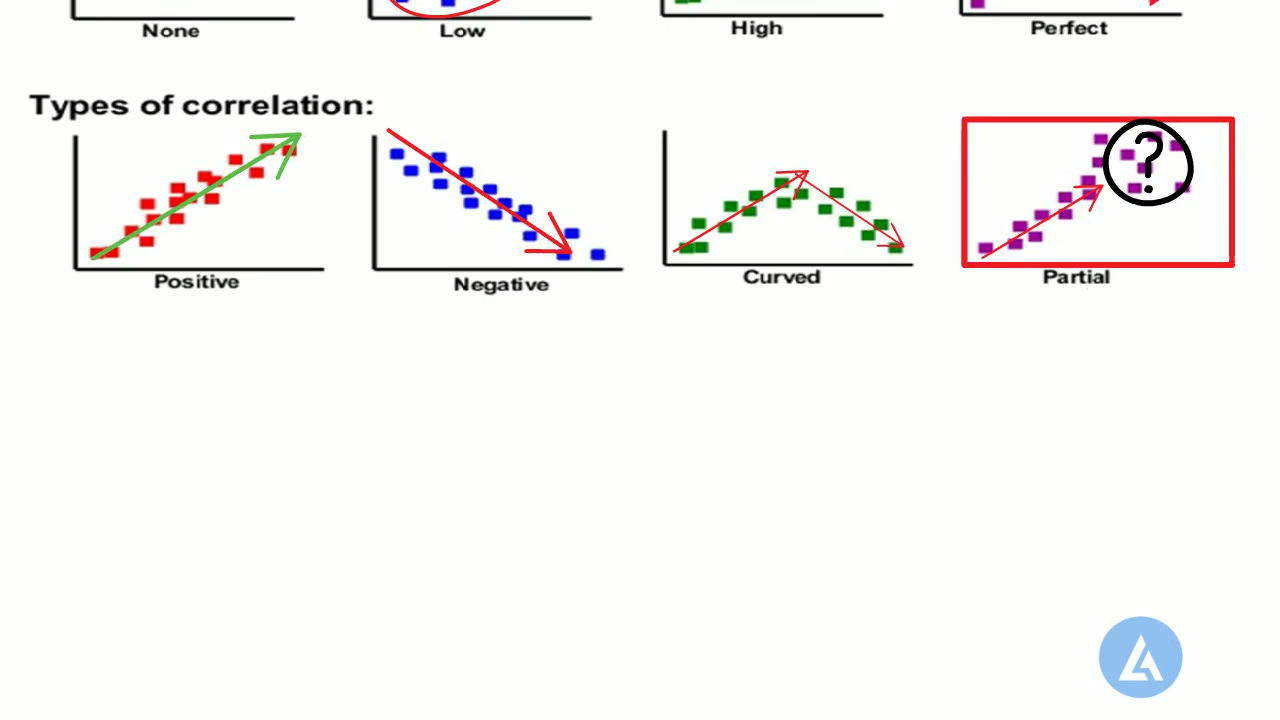 None Low High Perfect
Types of correlation:
?
Positive Negative Curved Partial